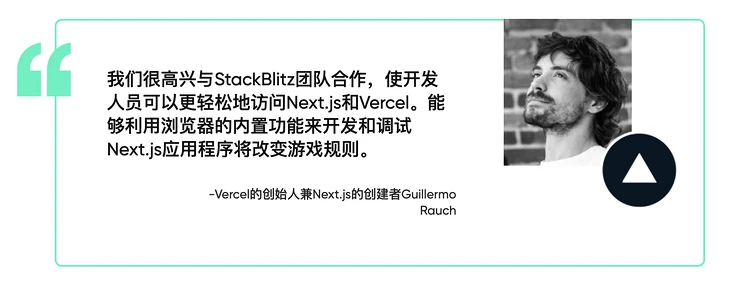 我们很高兴与StackBlitz团队合作，使开发
人员可以更轻松地访问Next.js和Vercel。能
够利用浏览器的内置功能来开发和调试
Next.js应用程序将改变游戏规则。
–Vercel的创始人兼Next.js的创建者Guillermo
Rauch